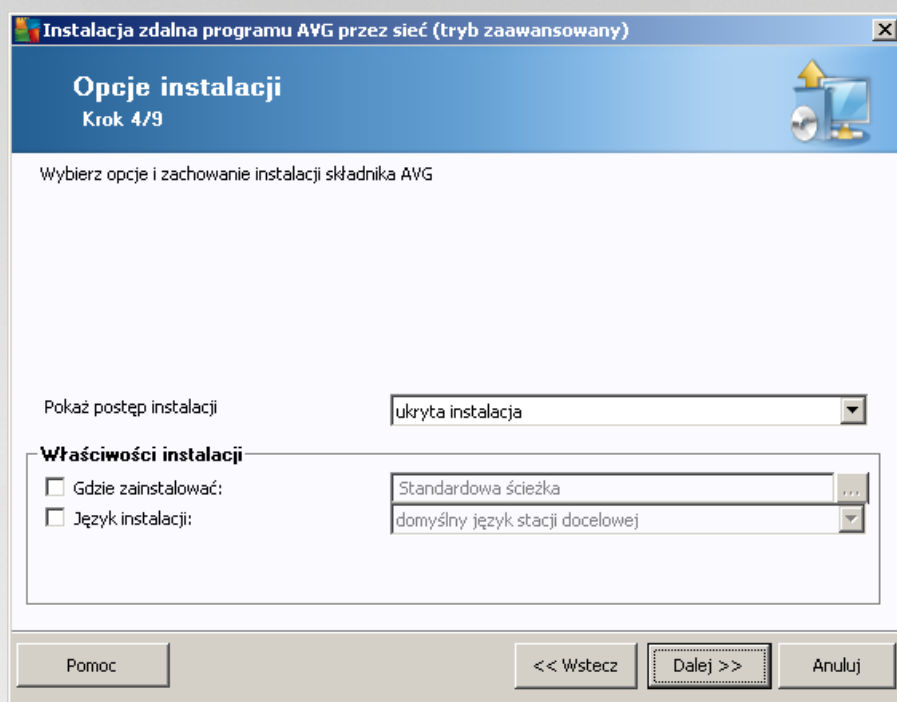 Instalacja zdalna programu AVG przez sieć (tryb zaawansowany)
Opcje instalacji
Krok 4/9
Wybierz opcje i zachowanie instalacji składnika AVG
Pokaż postęp instalacji
ukryta instalacja
Właściwości instalacji
Gdzie zainstalować:
Standardowa ścieżka
...
Język instalacji:
domyślny język stacji docelowej
Pomoc
<< Wstecz
Dalej >>
Anuluj